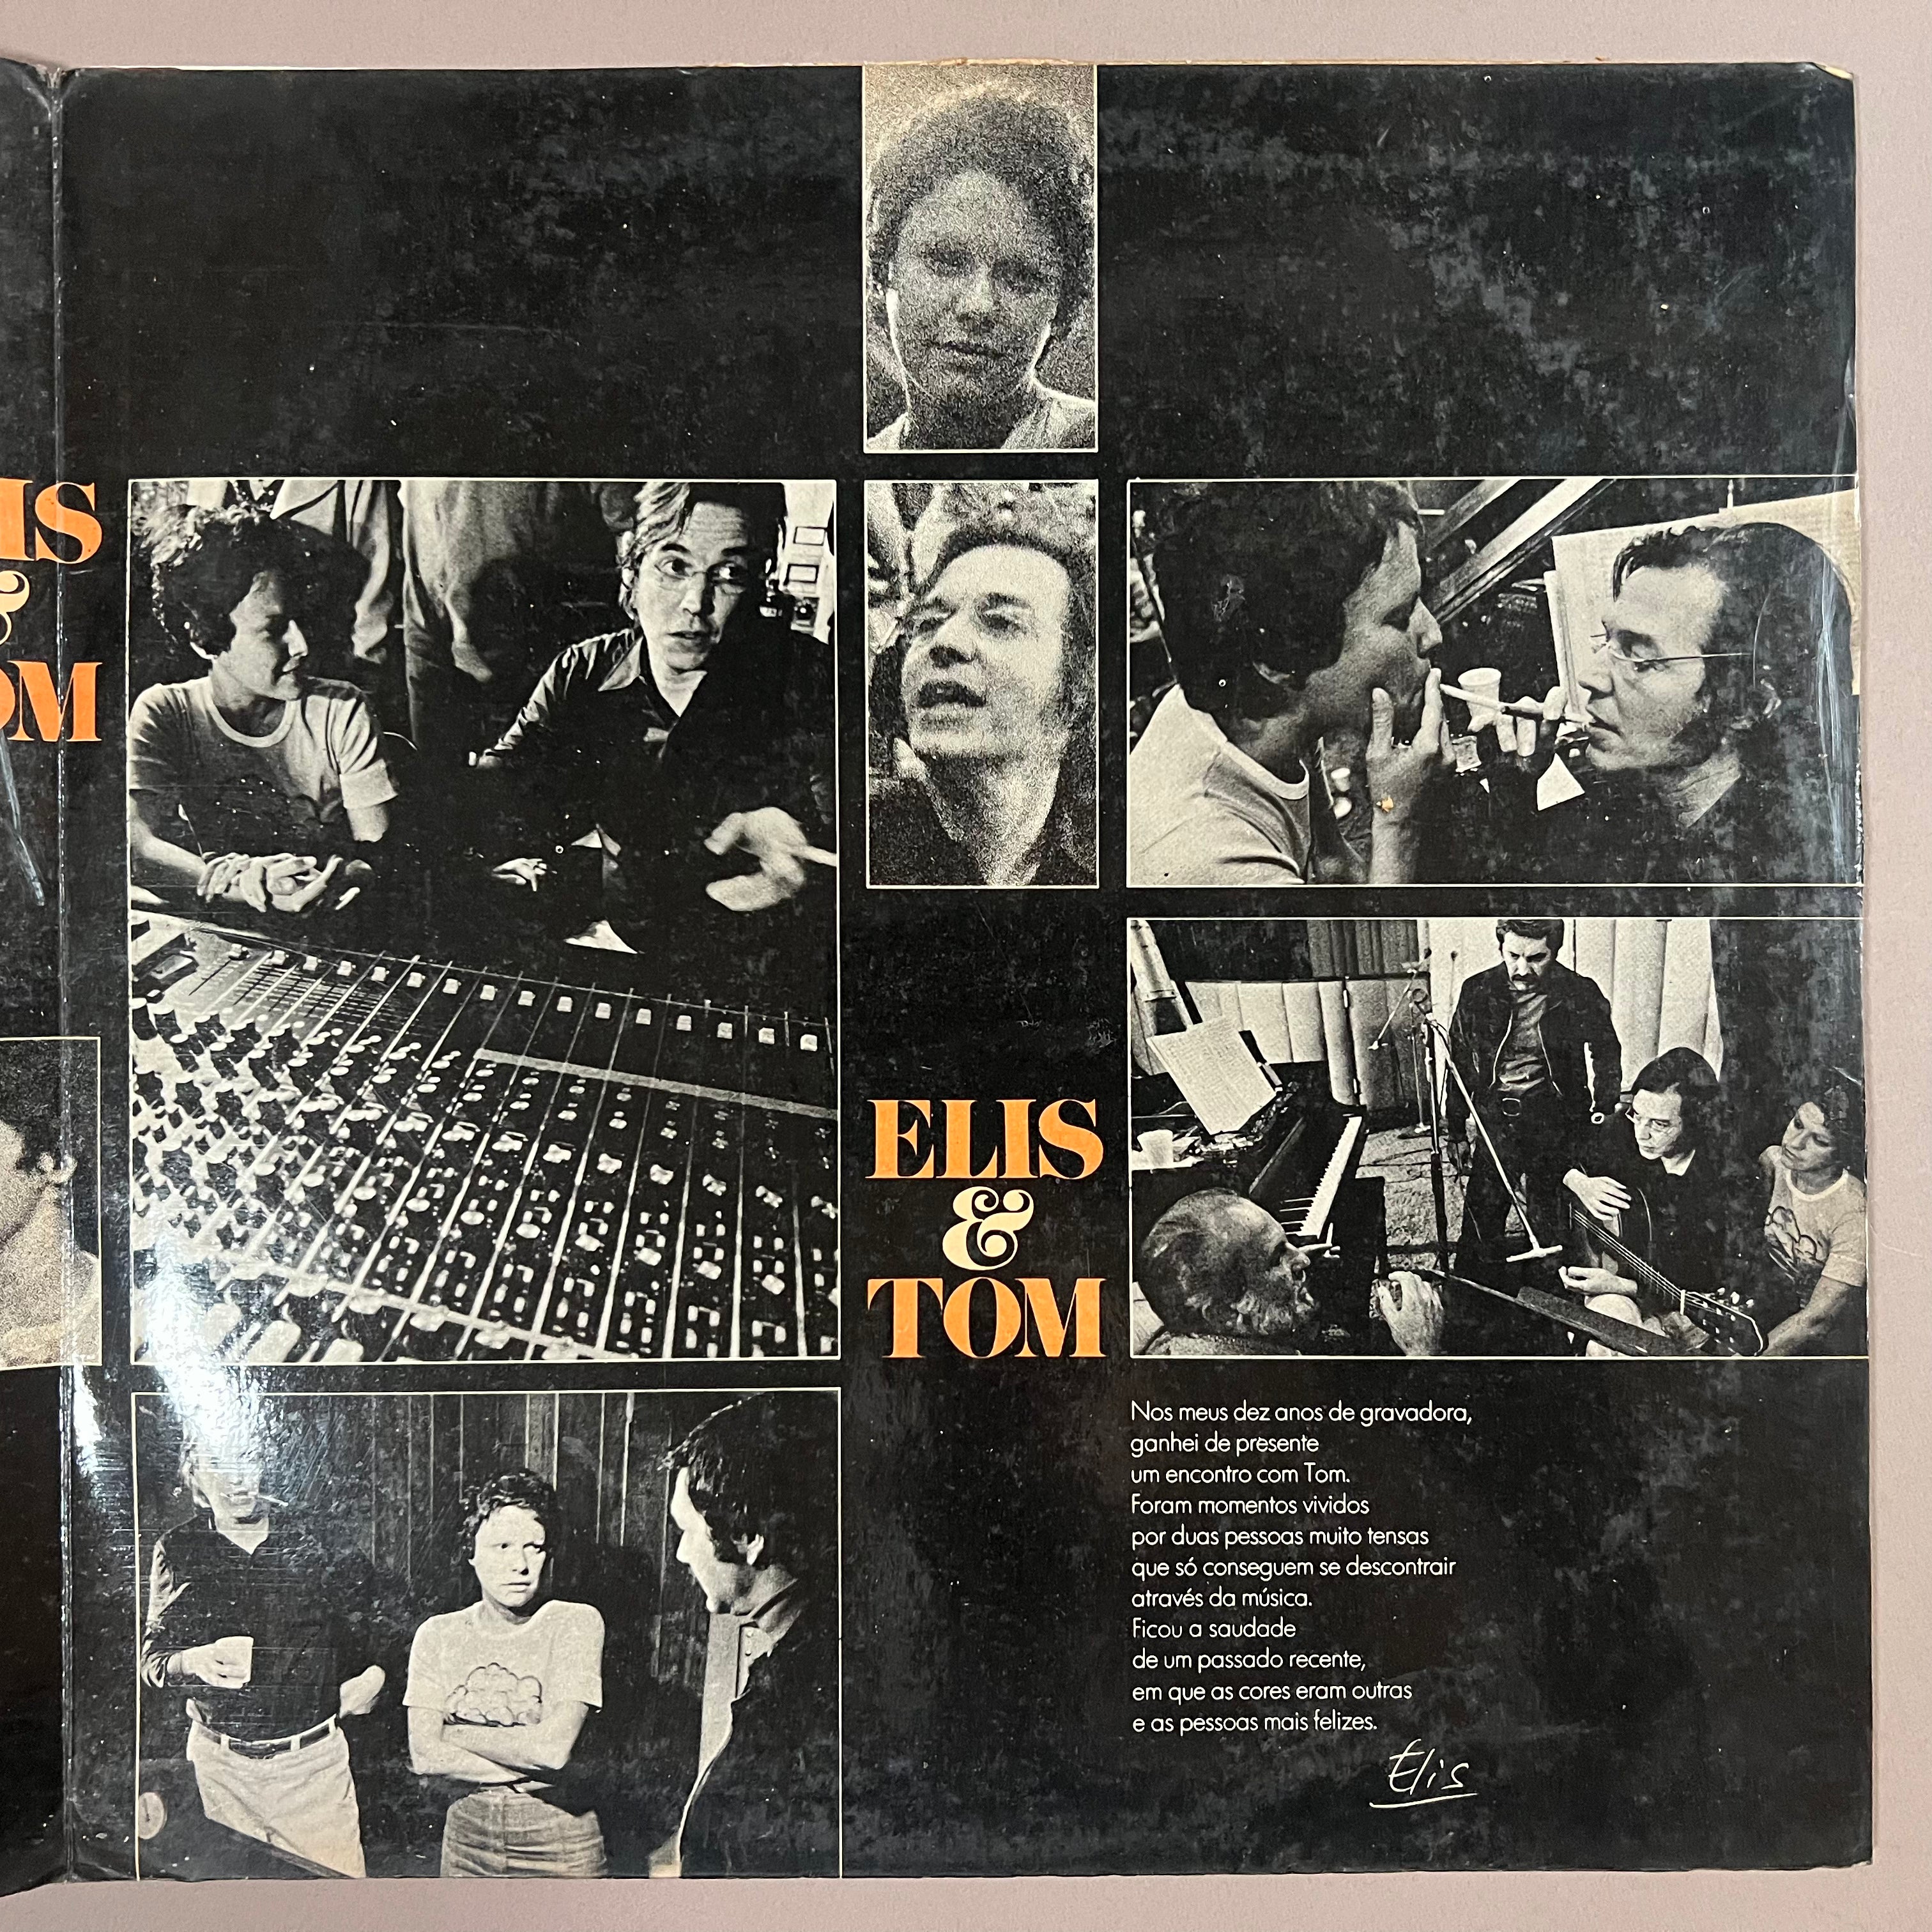 IS
&
OM
ELIS
&
TOM
Nos meus dez anos de gravadora,
ganhei de presente
um encontro com Tom.
Foram momentos vividos
por duas pessoas muito tensas
que só conseguem se descontrair
através da música.
Ficou a saudade
de um passado recente,
em que as cores eram outras
e as pessoas mais felizes.
Elis